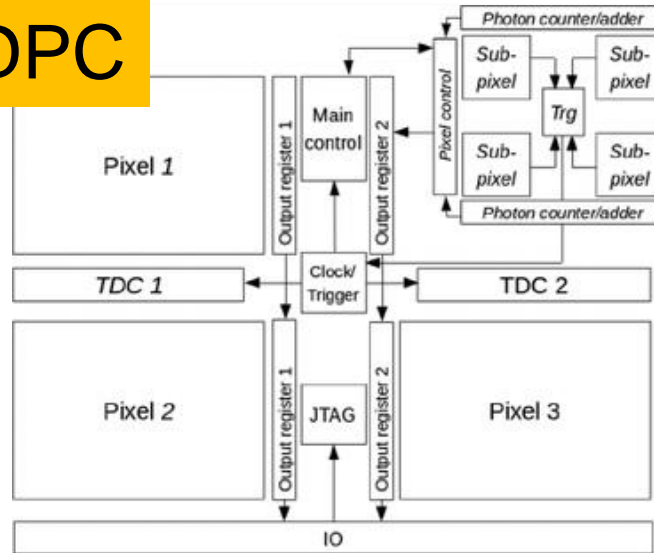 DPC
Photon counter/adder
Pixel 1
Output register 1
Main
control
Output register 2
Pixel control
Sub-
pixel
Sub-
pixel
Trg
Sub-
pixel
Sub-
pixel
Photon counter/adder
TDC 1
Clock/
Trigger
TDC 2
Pixel 2
Output register 1
JTAG
Output register 2
Pixel 3
IO